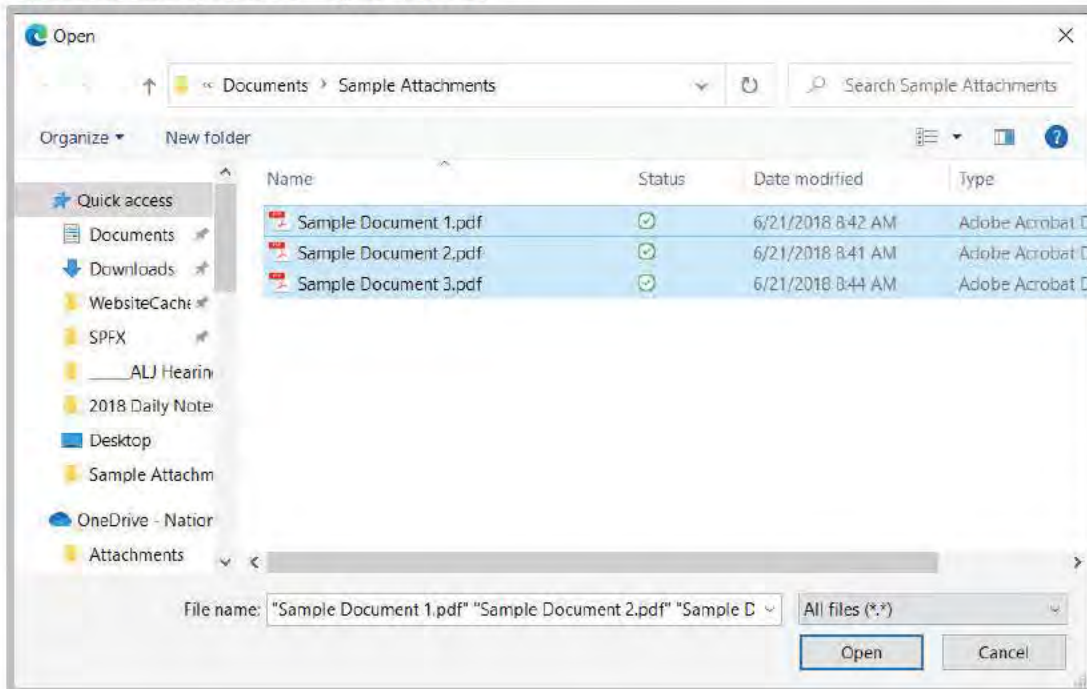 Open
« Documents › Sample Attachments
Search Sample Attachments
Organize
New folder
Name Status Date modified Type
Quick access
Documents
Downloads
WebsiteCache
SPFX
_____ALJ Hearin
2018 Daily Note
Desktop
Sample Attachm
OneDrive - Nation
Attachments
Sample Document 1.pdf 6/21/2018 8:42 AM Adobe Acrobat D
Sample Document 2.pdf 6/21/2018 8:41 AM Adobe Acrobat D
Sample Document 3.pdf 6/21/2018 8:44 AM Adobe Acrobat D
File name: "Sample Document 1.pdf" "Sample Document 2.pdf" "Sample D
All files (*.*)
Open
Cancel